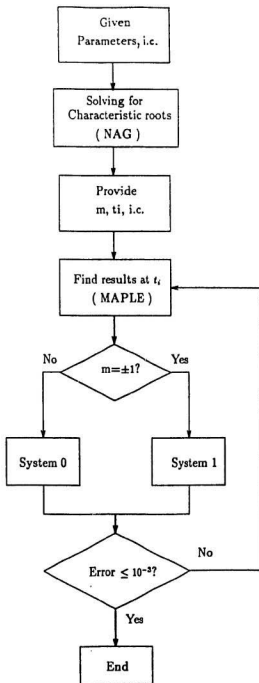 Given
Parameters, i.c.
Solving for
Characteristic roots
( NAG )
Provide
m, ti, i.c.
Find results at tᵢ
( MAPLE )
No
m=±1?
Yes
System 0
System 1
Error ≤ 10⁻³?
No
Yes
End